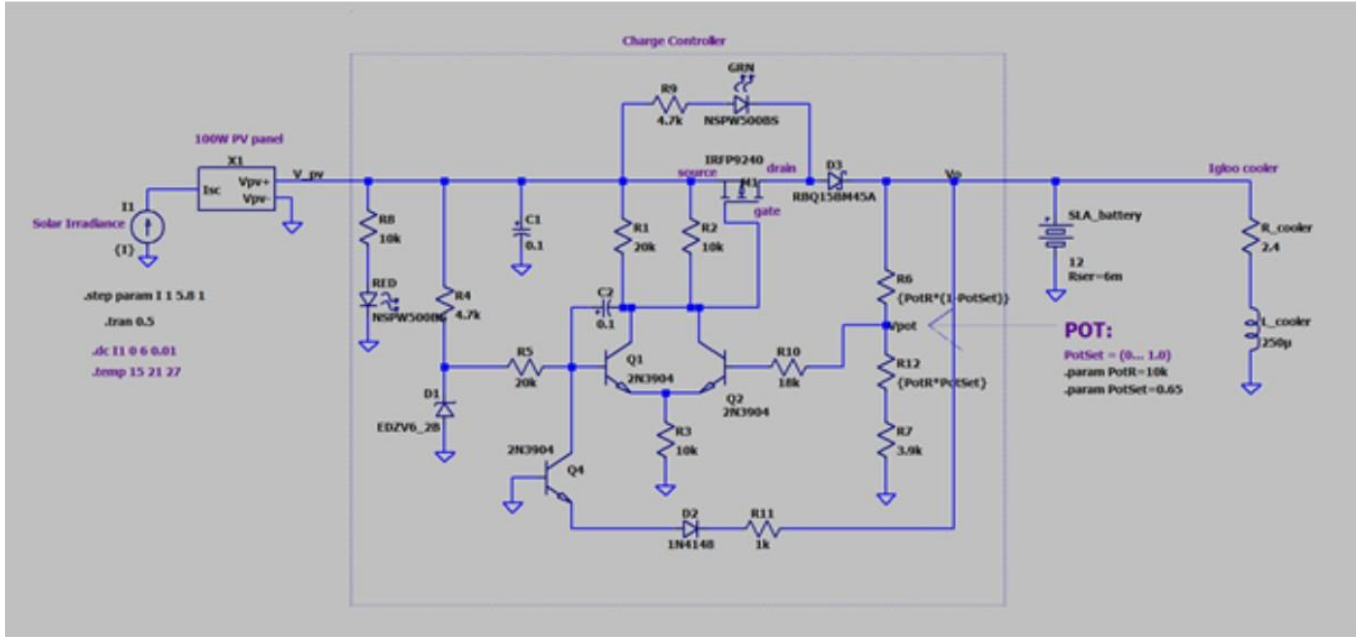 Charge Controller
GRN
R9
4.7k
NSPW500BS
100W PV panel
X1
Isc
Vpv+
Vpv-
V_pv
IRFP9240
source
drain
M1
gate
D3
RBQ15BM45A
Vo
Igloo cooler
Solar Irradiance
I1
{I}
R8
10k
C1
0.1
R1
20k
R2
10k
SLA_battery
12
Rser=6m
R_cooler
2.4
.step param I 1 5.8 1
.tran 0.5
.dc I1 0 6 0.01
.temp 15 21 27
RED
NSPW500BS
R4
4.7k
C2
0.1
R6
{PotR*(1-PotSet)}
Vpot
POT:
PotSet = (0... 1.0)
.param PotR=10k
.param PotSet=0.65
L_cooler
250µ
R5
20k
Q1
2N3904
R10
18k
Q2
2N3904
R12
{PotR*PotSet}
D1
EDZV6_2B
R3
10k
R7
3.9k
2N3904
Q4
D2
1N4148
R11
1k